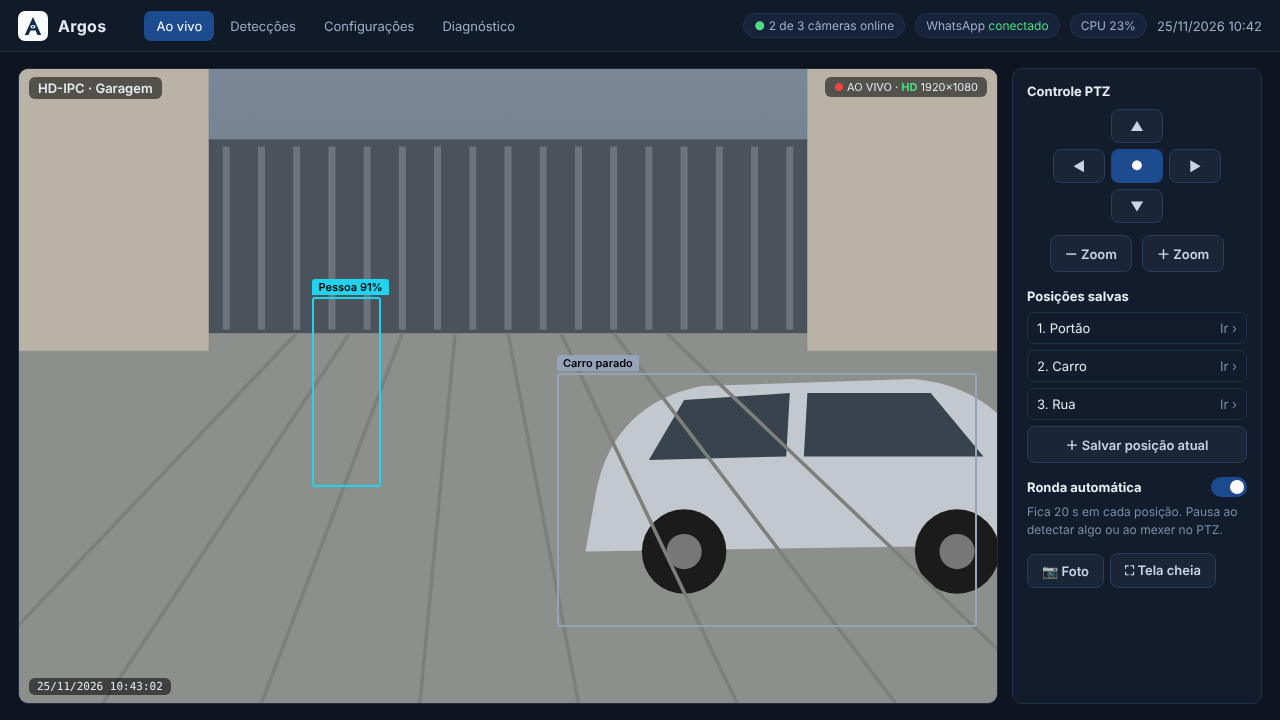 Argos
Ao vivo
Detecções
Configurações
Diagnóstico
2 de 3 câmeras online
WhatsApp conectado
CPU 23%
25/11/2026 10:42
HD-IPC · Garagem
AO VIVO · HD 1920×1080
Pessoa 91%
Carro parado
25/11/2026 10:43:02
Controle PTZ
− Zoom
+ Zoom
Posições salvas
1. Portão Ir ›
2. Carro Ir ›
3. Rua Ir ›
+ Salvar posição atual
Ronda automática
Fica 20 s em cada posição. Pausa ao
detectar algo ou ao mexer no PTZ.
Foto
Tela cheia